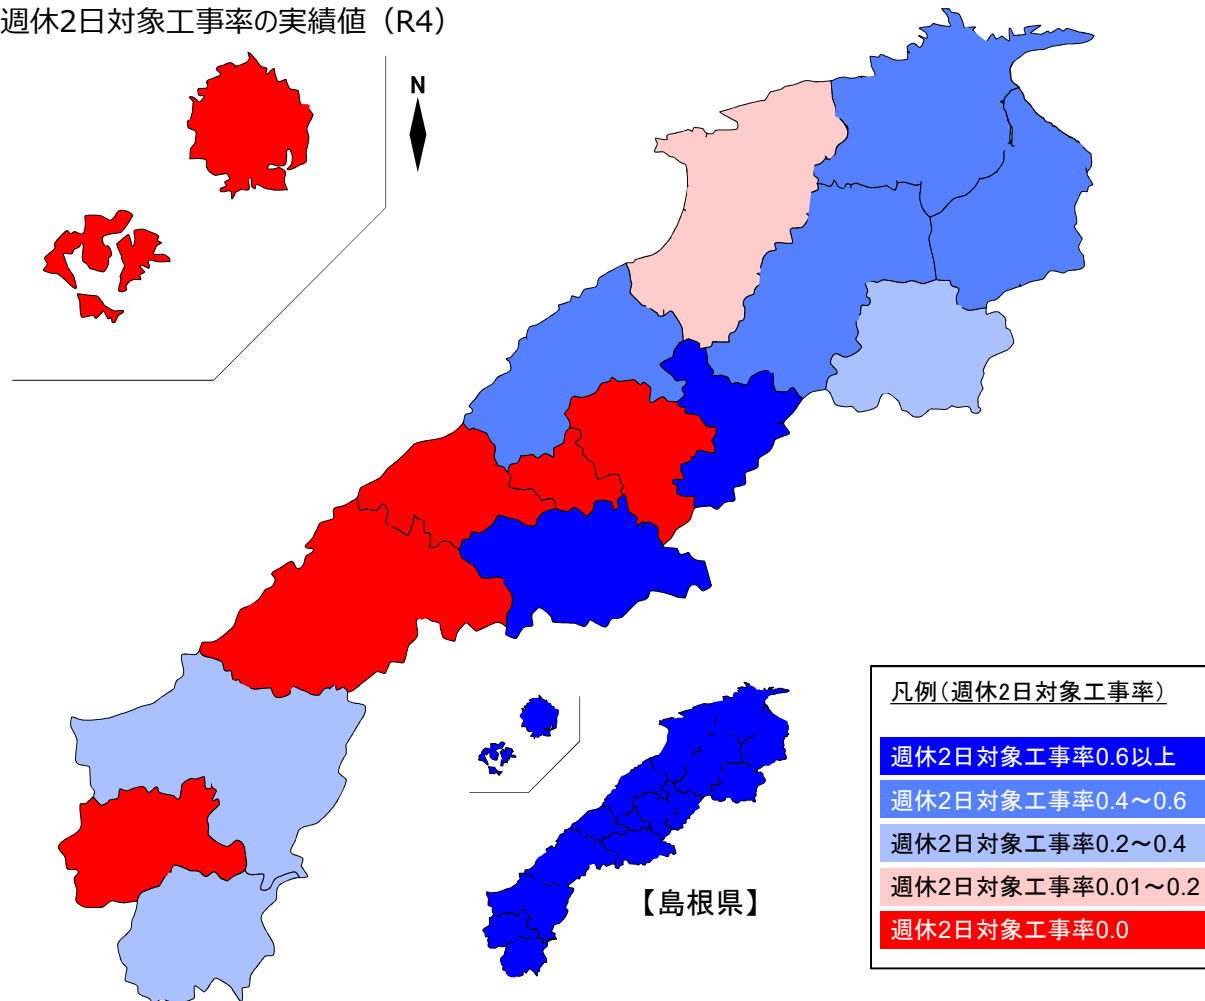 週休2日対象工事率の実績値（R4）
N
凡例（週休2日対象工事率）
週休2日対象工事率0.6以上
週休2日対象工事率0.4～0.6
週休2日対象工事率0.2～0.4
週休2日対象工事率0.01～0.2
週休2日対象工事率0.0
【島根県】